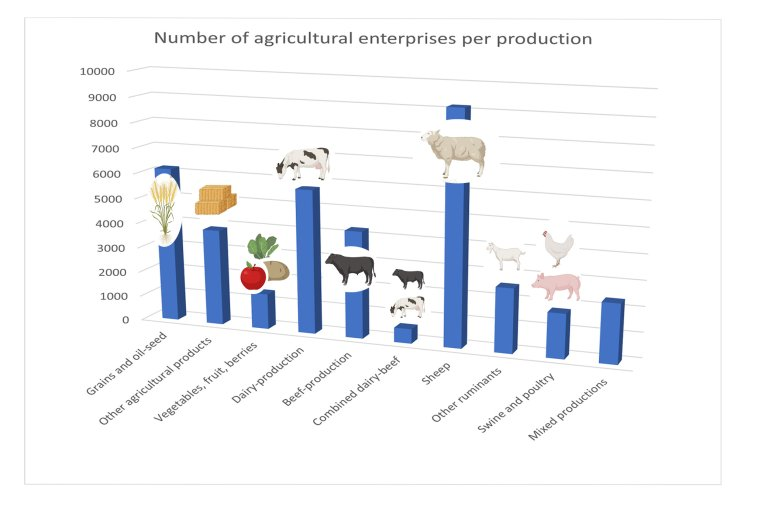 Number of agricultural enterprises per production
10000
9000
8000
7000
6000
5000
4000
3000
2000
1000
0
Grains and oil-seed
Other agricultural products
Vegetables, fruit, berries
Dairy-production
Beef-production
Combined dairy-beef
Sheep
Other ruminants
Swine and poultry
Mixed productions